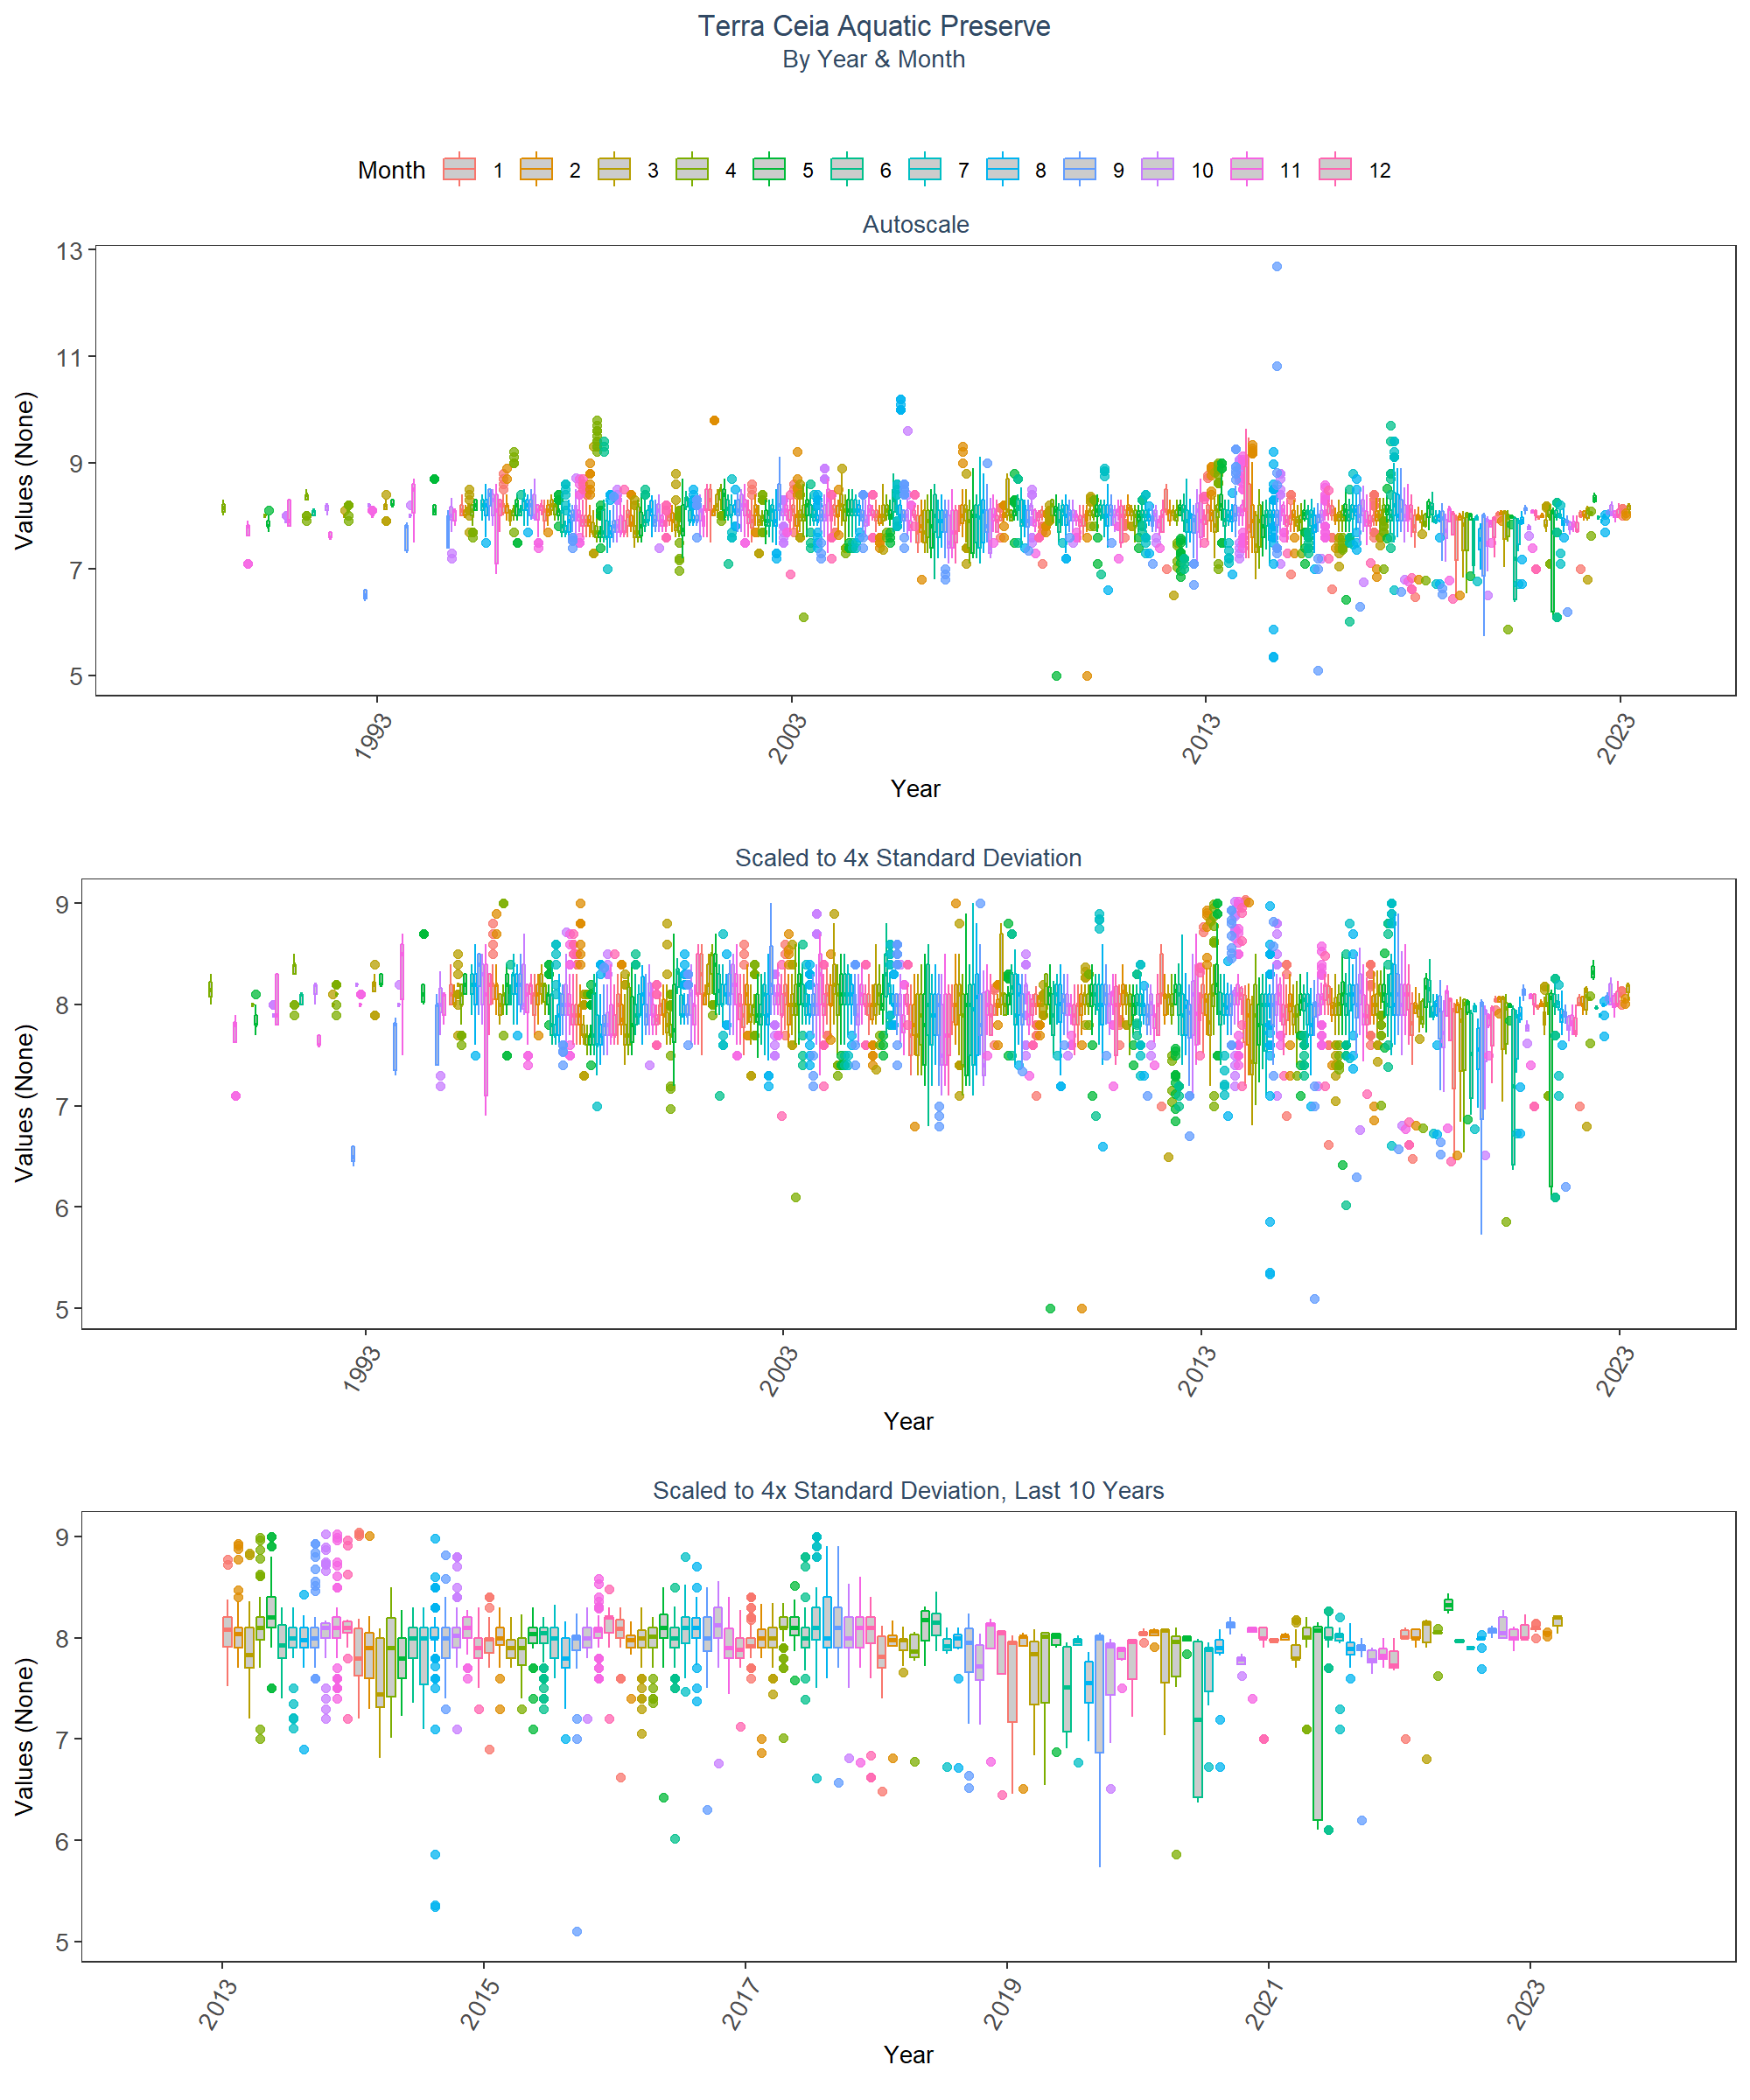 Terra Ceia Aquatic Preserve
By Year & Month
Month 1 2 3 4 5 6 7 8 9 10 11 12
Autoscale
13
11
9
7
5
Values (None)
1993 2003 2013 2023
Year
Scaled to 4x Standard Deviation
9
8
7
6
5
Values (None)
1993 2003 2013 2023
Year
Scaled to 4x Standard Deviation, Last 10 Years
9
8
7
6
5
Values (None)
2013 2015 2017 2019 2021 2023
Year